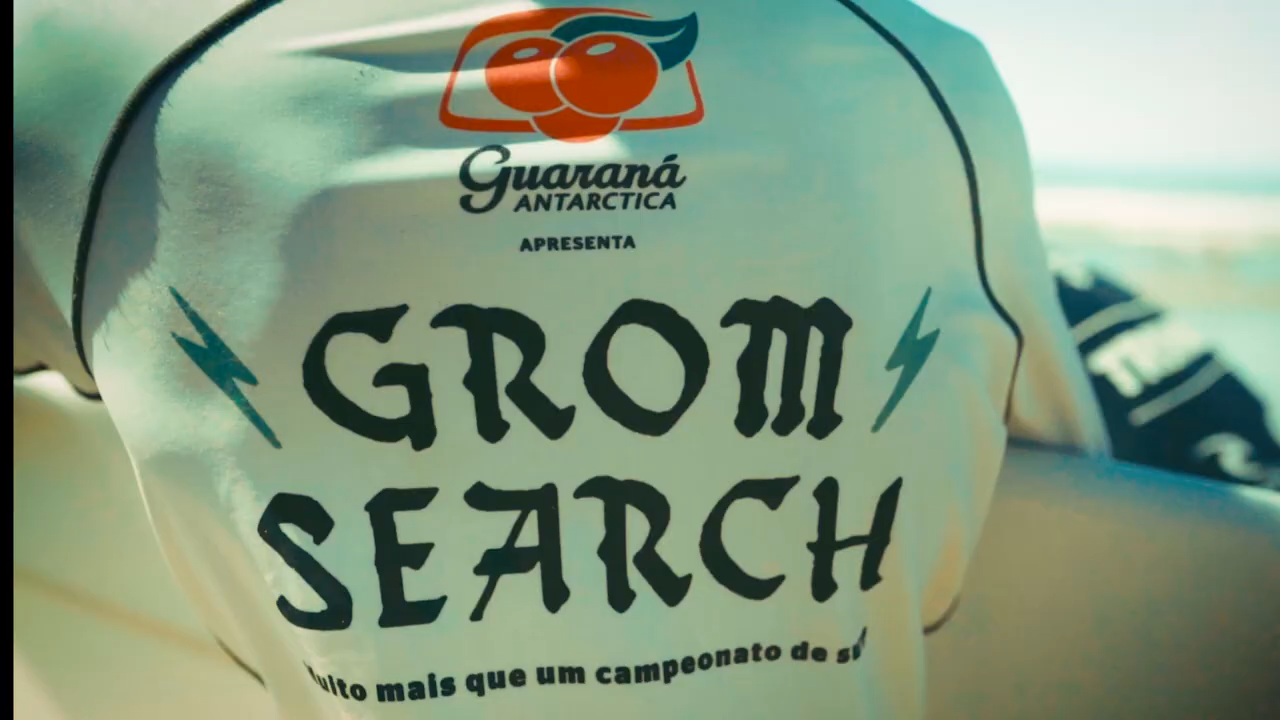 Guaraná
ANTARCTICA
APRESENTA
GROM
SEARCH
mais que um campeonato de